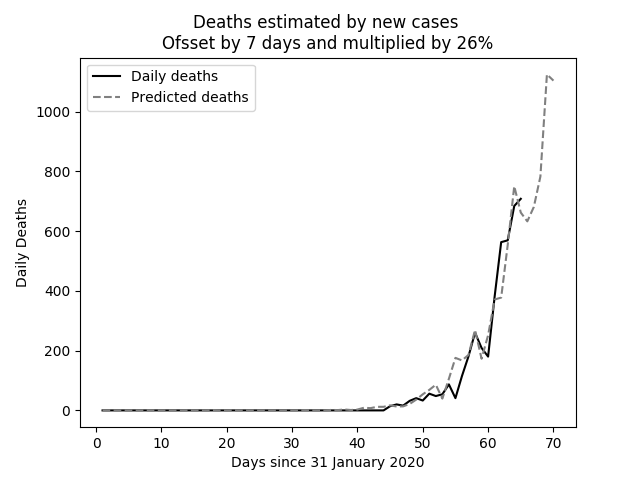 Deaths estimated by new cases
Ofsset by 7 days and multiplied by 26%
Daily deaths
Predicted deaths
1000
800
600
400
200
0
Daily Deaths
0 10 20 30 40 50 60 70
Days since 31 January 2020